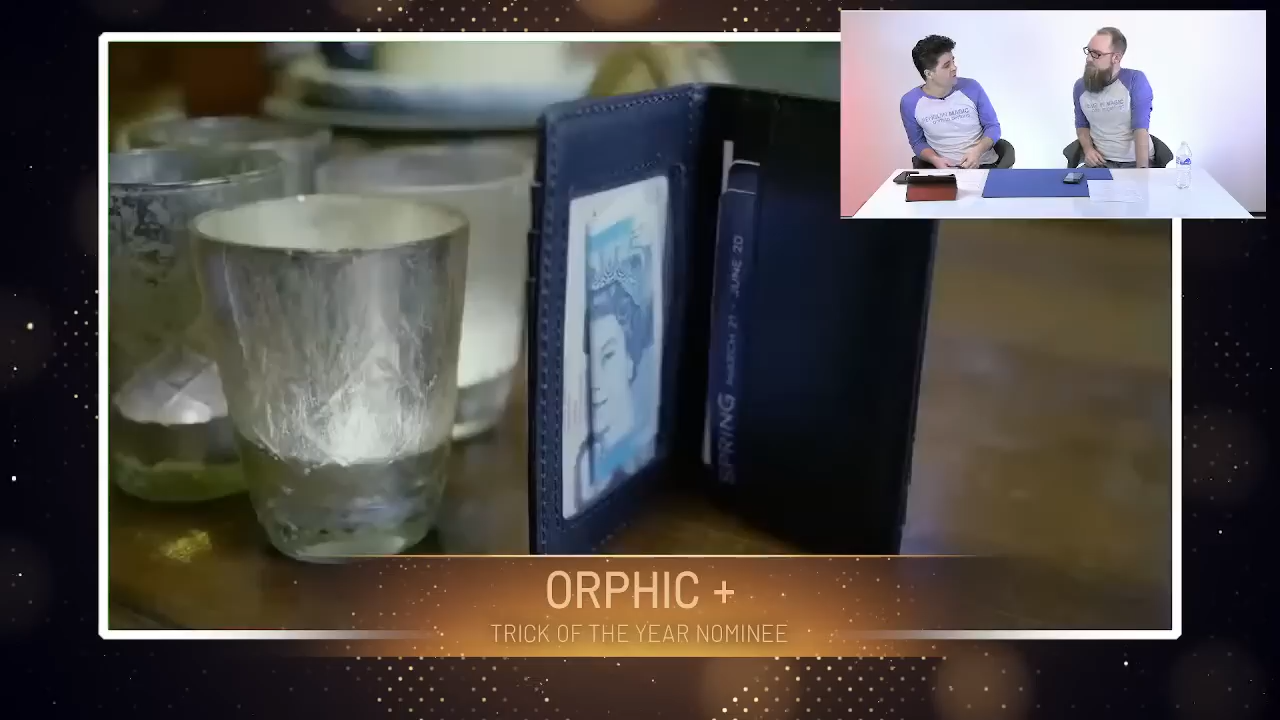 SPRING MARCH 21 - JUNE 20
ORPHIC +
TRICK OF THE YEAR NOMINEE